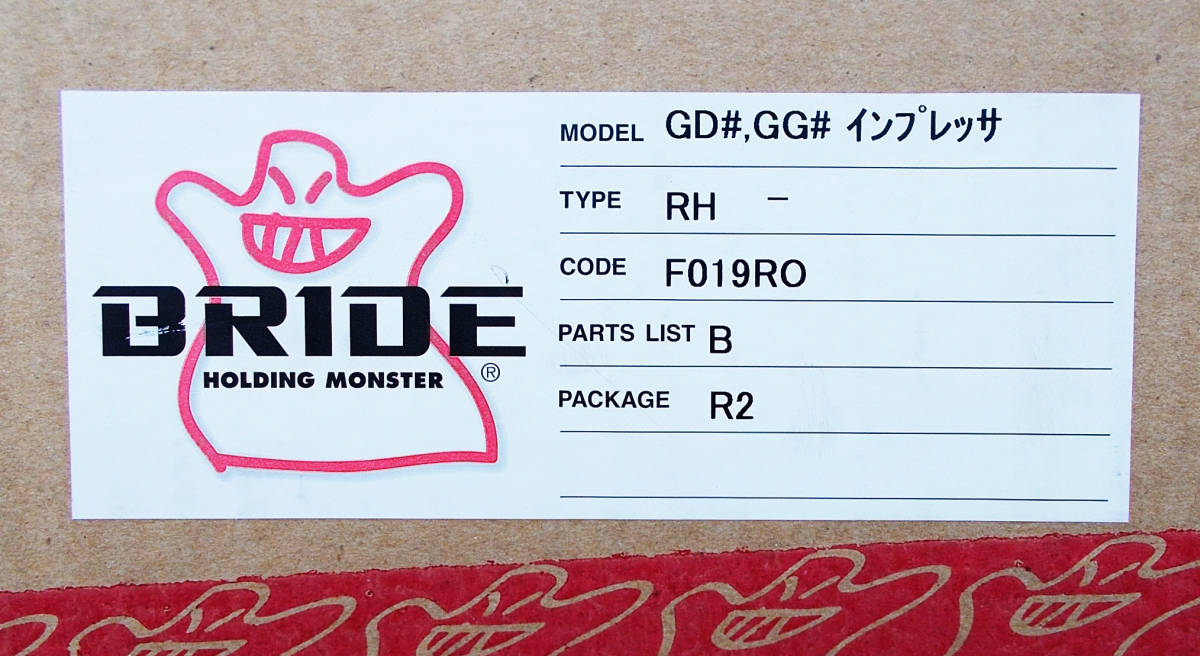 BRIDE
HOLDING MONSTER ®
MODEL GD#,GG# インプレッサ
TYPE RH －
CODE F019RO
PARTS LIST B
PACKAGE R2